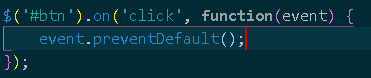 $('#btn').on('click', function(event) {
    event.preventDefault();
});